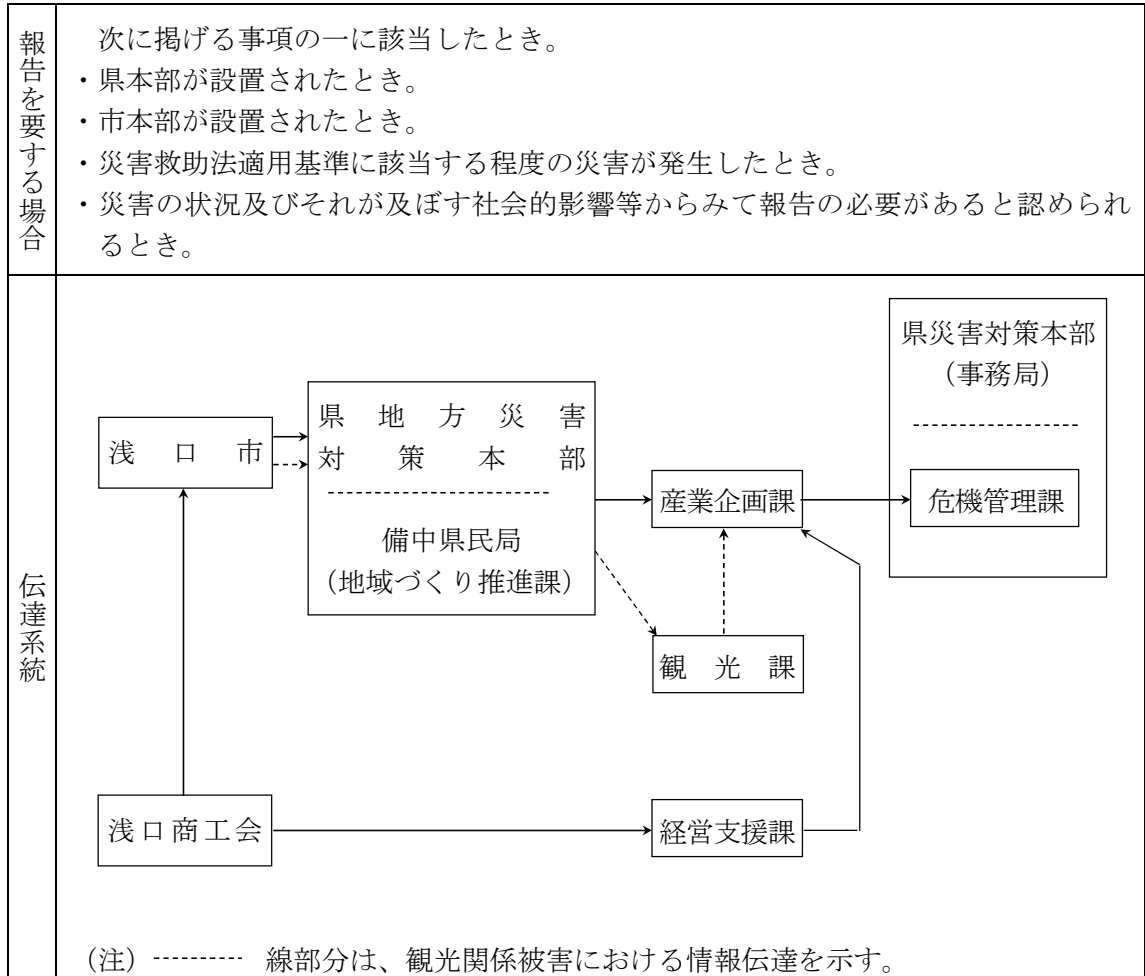 報告を要する場合
次に掲げる事項の一に該当したとき。
・県本部が設置されたとき。
・市本部が設置されたとき。
・災害救助法適用基準に該当する程度の災害が発生したとき。
・災害の状況及びそれが及ぼす社会的影響等からみて報告の必要があると認められ
るとき。
伝達系統
県災害対策本部
（事務局）
危機管理課
県地方災害
対策本部
備中県民局
（地域づくり推進課）
浅口市
産業企画課
観光課
浅口商工会
経営支援課
（注）---------- 線部分は、観光関係被害における情報伝達を示す。